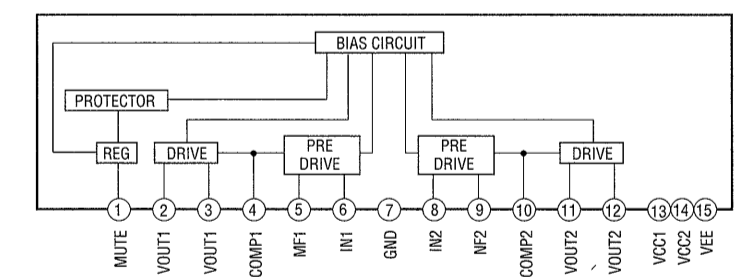 BIAS CIRCUIT
PROTECTOR
REG
DRIVE
PRE
DRIVE
PRE
DRIVE
DRIVE
1
2
3
4
5
6
7
8
9
10
11
12
13
14
15
MUTE
VOUT1
VOUT1
COMP1
MF1
IN1
GND
IN2
NF2
COMP2
VOUT2
VOUT2
VCC1
VCC2
VEE